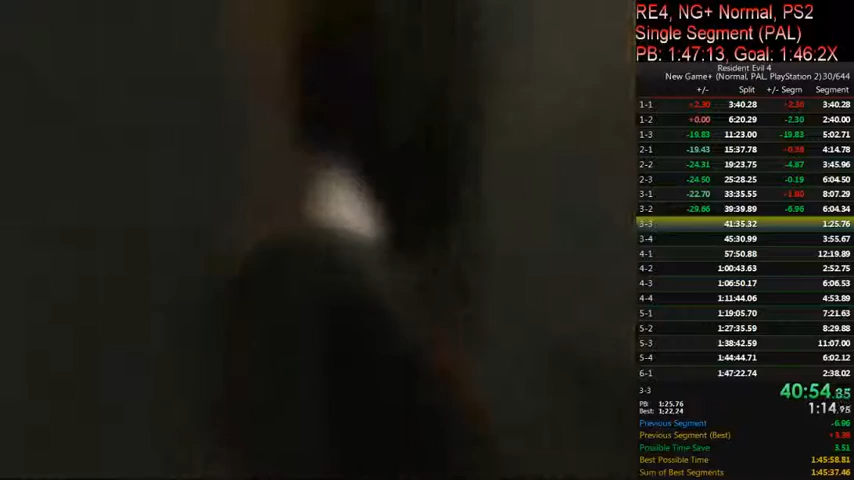 RE4, NG+ Normal, PS2
Single Segment (PAL)
PB: 1:47:13, Goal: 1:46:2X
Resident Evil 4
New Game+ (Normal, PAL, PlayStation 2) 30/644
+/- Split +/- Segm Segment
1-1 +2.30 3:40.28 +2.30 3:40.28
1-2 +0.00 6:20.29 -2.30 2:40.00
1-3 -19.83 11:23.00 -19.83 5:02.71
2-1 -19.43 15:37.78 +0.38 4:14.78
2-2 -24.31 19:23.75 -4.87 3:45.96
2-3 -24.50 25:28.25 -0.19 6:04.50
3-1 -22.70 33:35.55 +1.80 8:07.29
3-2 -29.66 39:39.89 -6.96 6:04.34
3-3 41:35.32 1:25.76
3-4 45:30.99 3:55.67
4-1 57:50.88 12:19.89
4-2 1:00:43.63 2:52.75
4-3 1:06:50.17 6:06.53
4-4 1:11:44.06 4:53.89
5-1 1:19:05.70 7:21.63
5-2 1:27:35.59 8:29.88
5-3 1:38:42.59 11:07.00
5-4 1:44:44.71 6:02.12
6-1 1:47:22.74 2:38.02
3-3 40:54.85
PB: 1:25.76
Best: 1:22.24 1:14.95
Previous Segment -6.96
Previous Segment (Best)
Possible Time Save 3.51
Best Possible Time 1:45:58.81
Sum of Best Segments 1:45:37.46